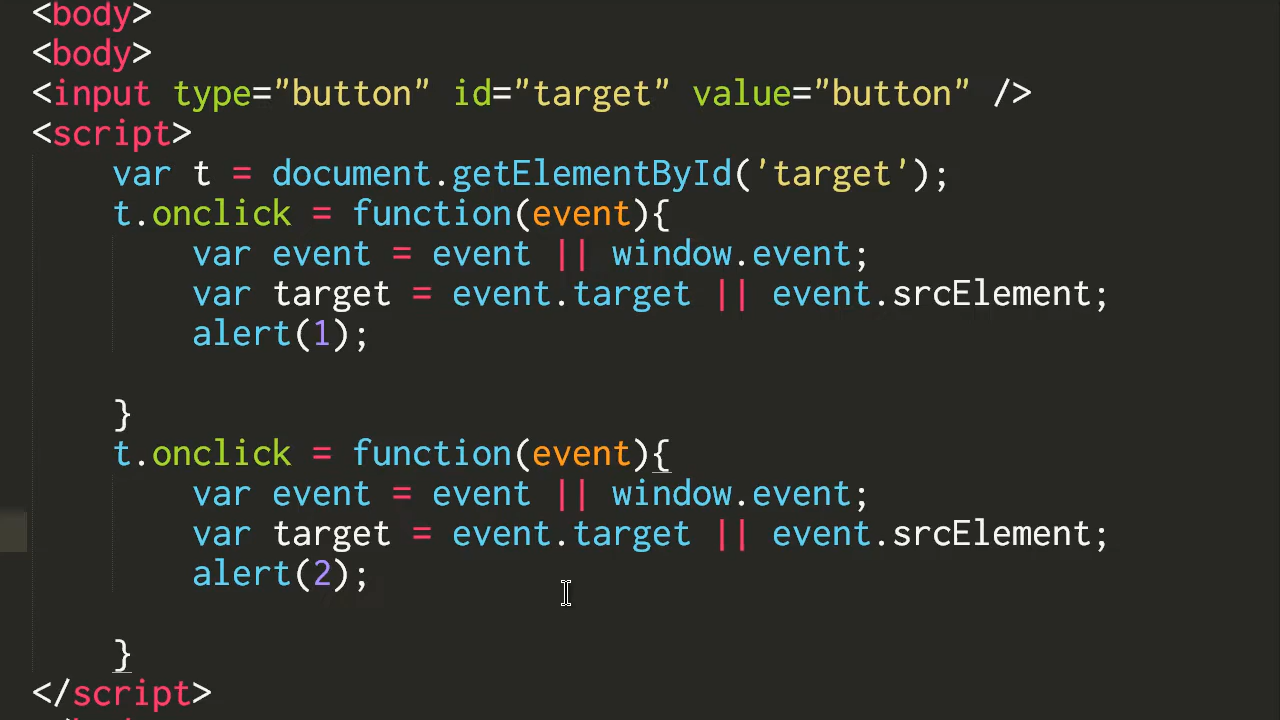 <body>
<body>
<input type="button" id="target" value="button" />
<script>
    var t = document.getElementById('target');
    t.onclick = function(event){
        var event = event || window.event;
        var target = event.target || event.srcElement;
        alert(1);

    }
    t.onclick = function(event){
        var event = event || window.event;
        var target = event.target || event.srcElement;
        alert(2);

    }
</script>